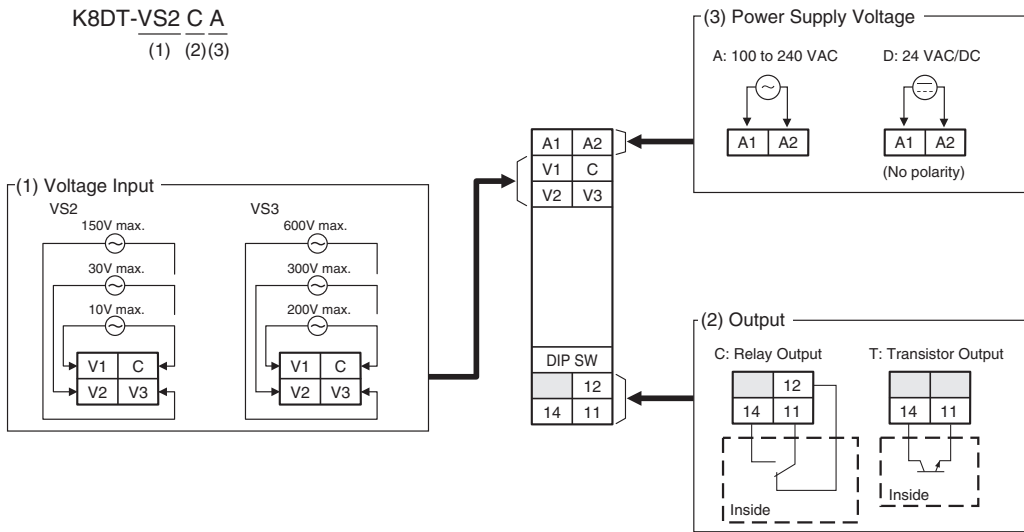 K8DT-VS2 C A
(1) (2)(3)
(1) Voltage Input
VS2
150V max.
30V max.
10V max.
V1 C
V2 V3
VS3
600V max.
300V max.
200V max.
V1 C
V2 V3
A1 A2
V1 C
V2 V3
DIP SW
12
14 11
(3) Power Supply Voltage
A: 100 to 240 VAC
A1 A2
D: 24 VAC/DC
A1 A2
(No polarity)
(2) Output
C: Relay Output
12
14 11
Inside
T: Transistor Output
14 11
Inside